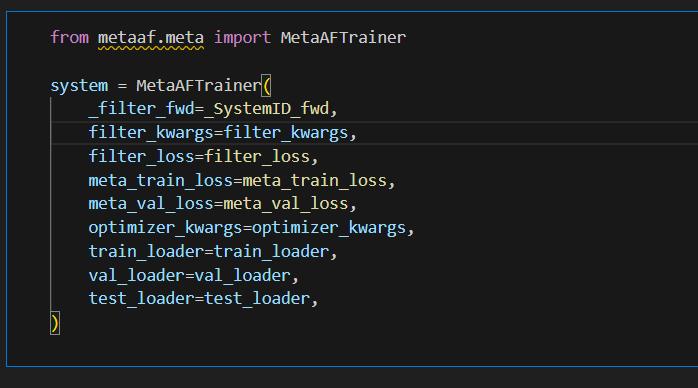 from metaaf.meta import MetaAFTrainer
system = MetaAFTrainer(
    _filter_fwd=_SystemID_fwd,
    filter_kwargs=filter_kwargs,
    filter_loss=filter_loss,
    meta_train_loss=meta_train_loss,
    meta_val_loss=meta_val_loss,
    optimizer_kwargs=optimizer_kwargs,
    train_loader=train_loader,
    val_loader=val_loader,
    test_loader=test_loader,
)